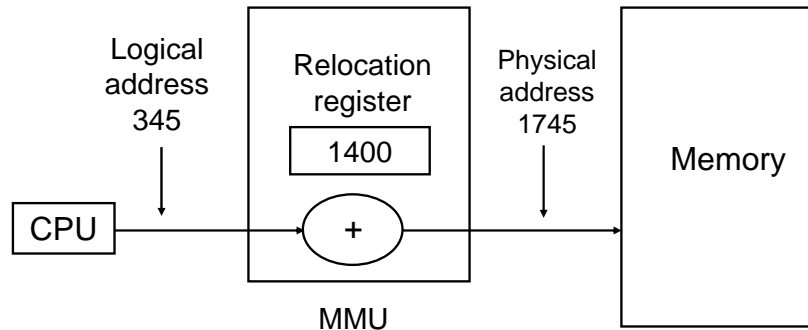 Logical
address
345
Relocation
register
1400
Physical
address
1745
Memory
CPU
+
MMU